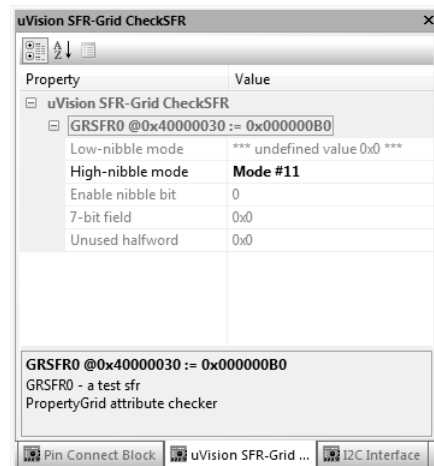 uVision SFR-Grid CheckSFR
Property Value
uVision SFR-Grid CheckSFR
GRSFR0 @0x40000030 := 0x000000B0
Low-nibble mode *** undefined value 0x0 ***
High-nibble mode Mode #11
Enable nibble bit 0
7-bit field 0x0
Unused halfword 0x0
GRSFR0 @0x40000030 := 0x000000B0
GRSFR0 - a test sfr
PropertyGrid attribute checker
Pin Connect Block uVision SFR-Grid ... I2C Interface